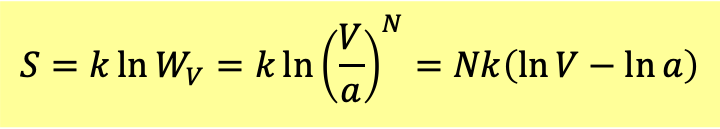 S = k ln W_V = k ln (V/a)^N = Nk(ln V − ln a)